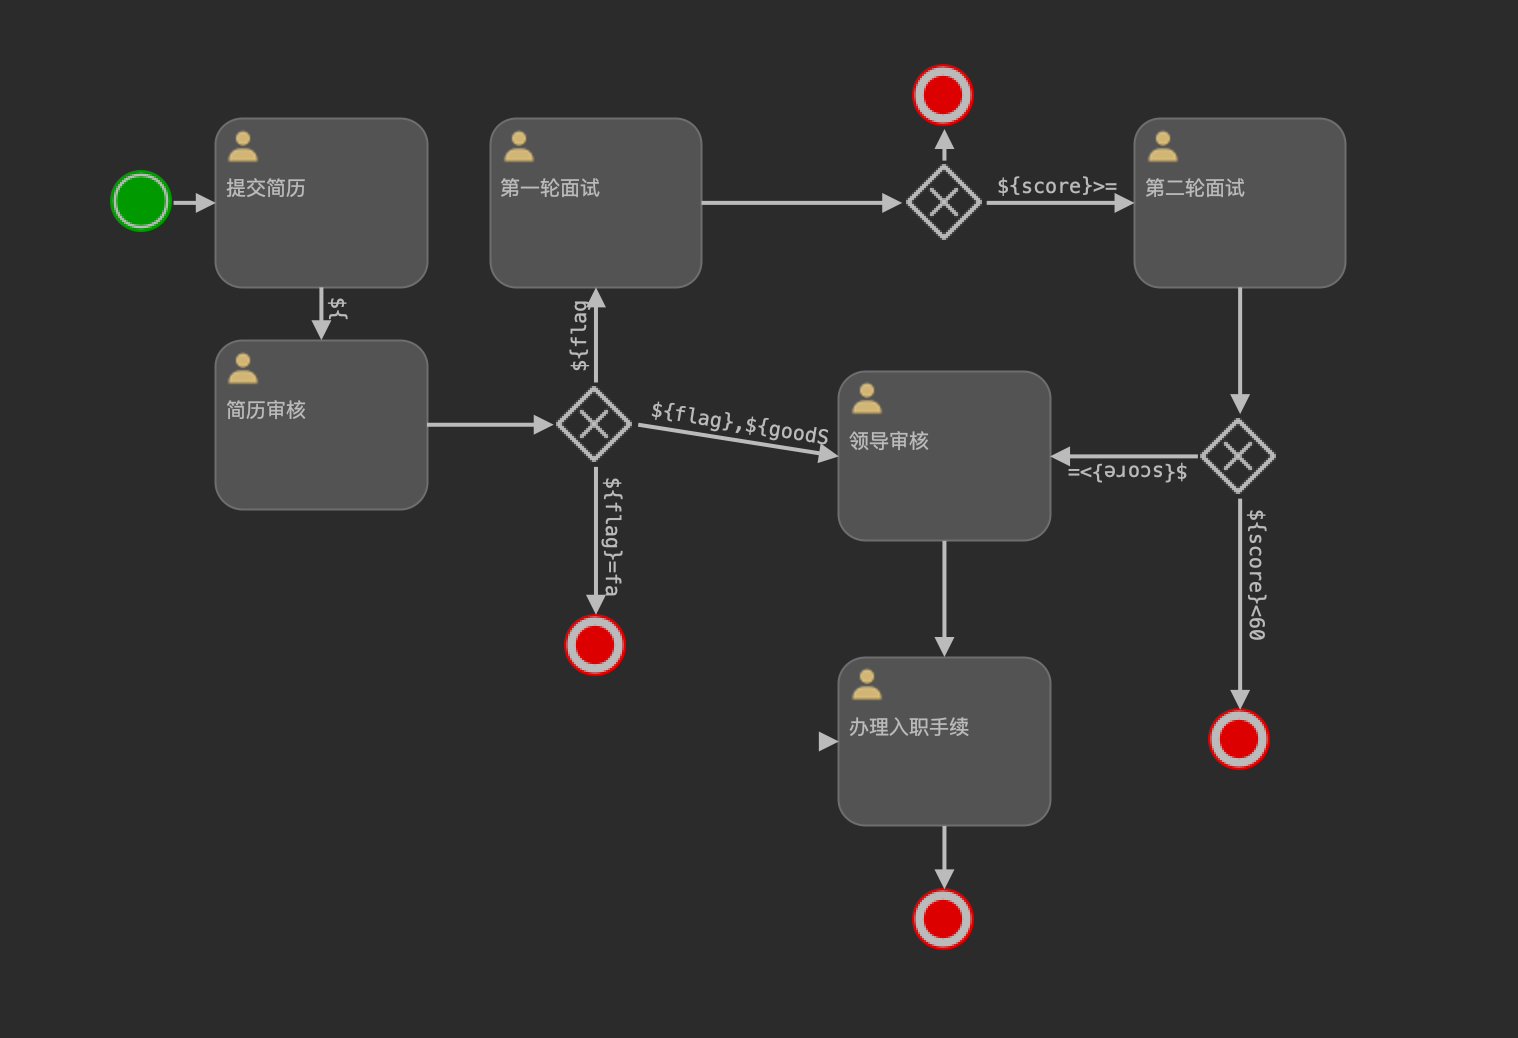 提交简历
第一轮面试
${score}>=
第二轮面试
${
${flag
简历审核
${flag},${goodS
领导审核
${score}>=
${flag}=fa
${score}<60
办理入职手续